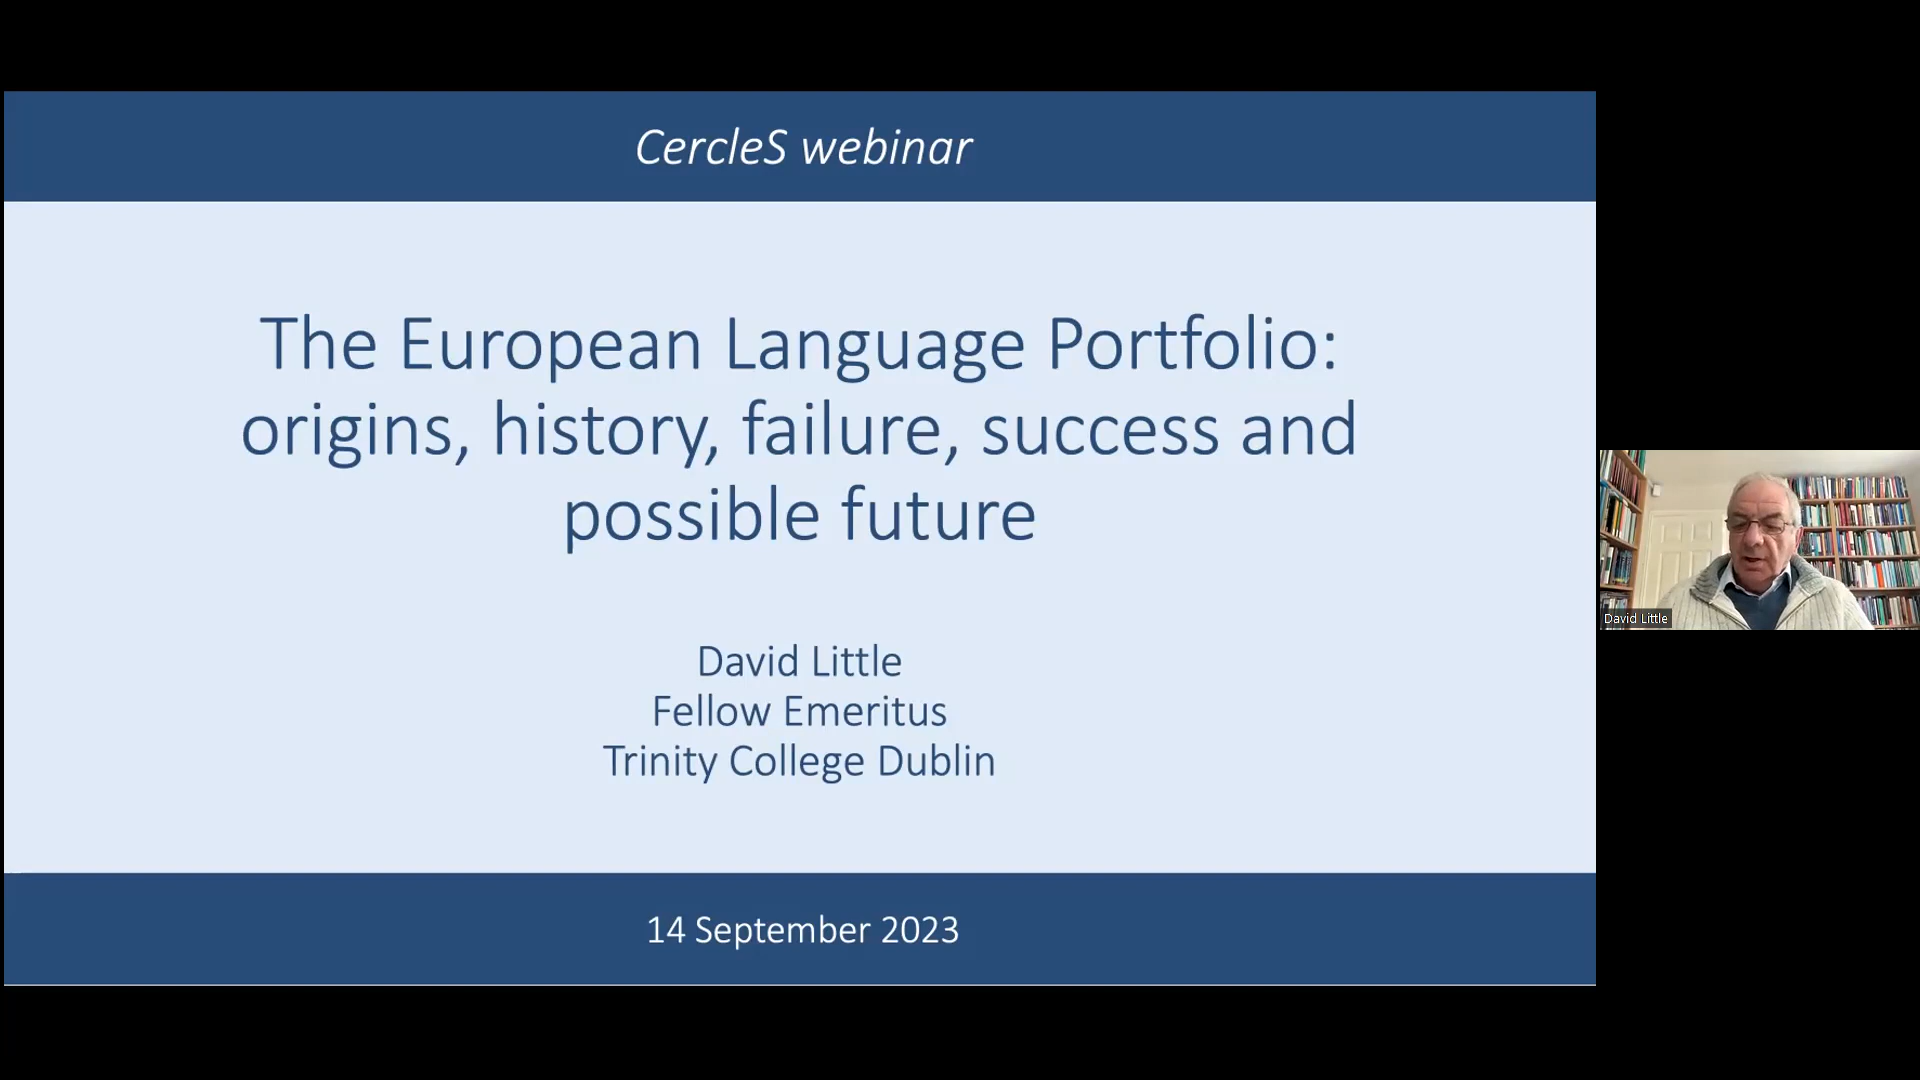 CercleS webinar
The European Language Portfolio:
origins, history, failure, success and
possible future
David Little
Fellow Emeritus
Trinity College Dublin
14 September 2023
David Little